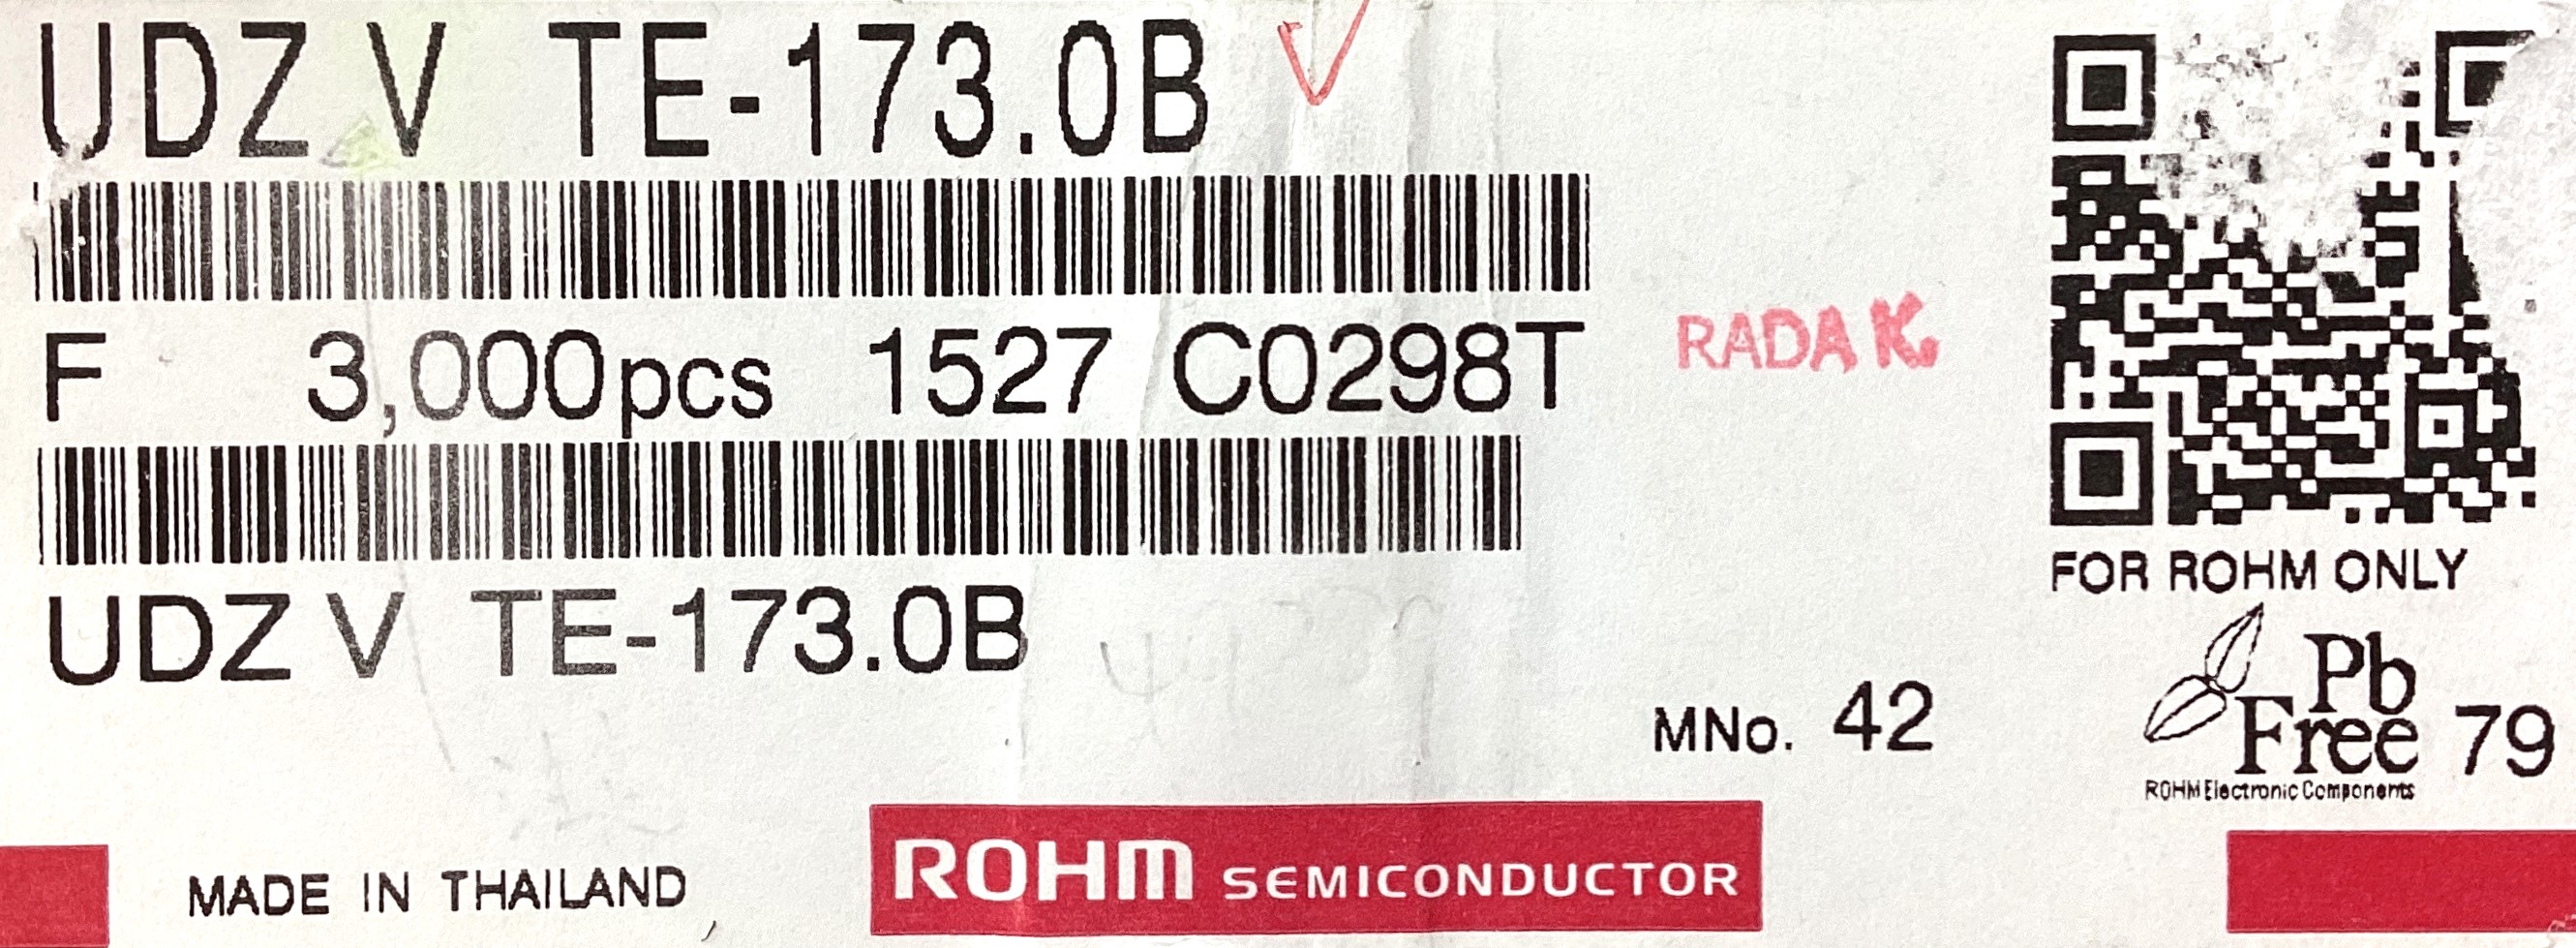 UDZ V TE-173.0B
F 3,000pcs 1527 C0298T
RADAK
UDZ V TE-173.0B
FOR ROHM ONLY
MNo. 42
Pb
Free 79
ROHM Electronic Components
MADE IN THAILAND
ROHM SEMICONDUCTOR